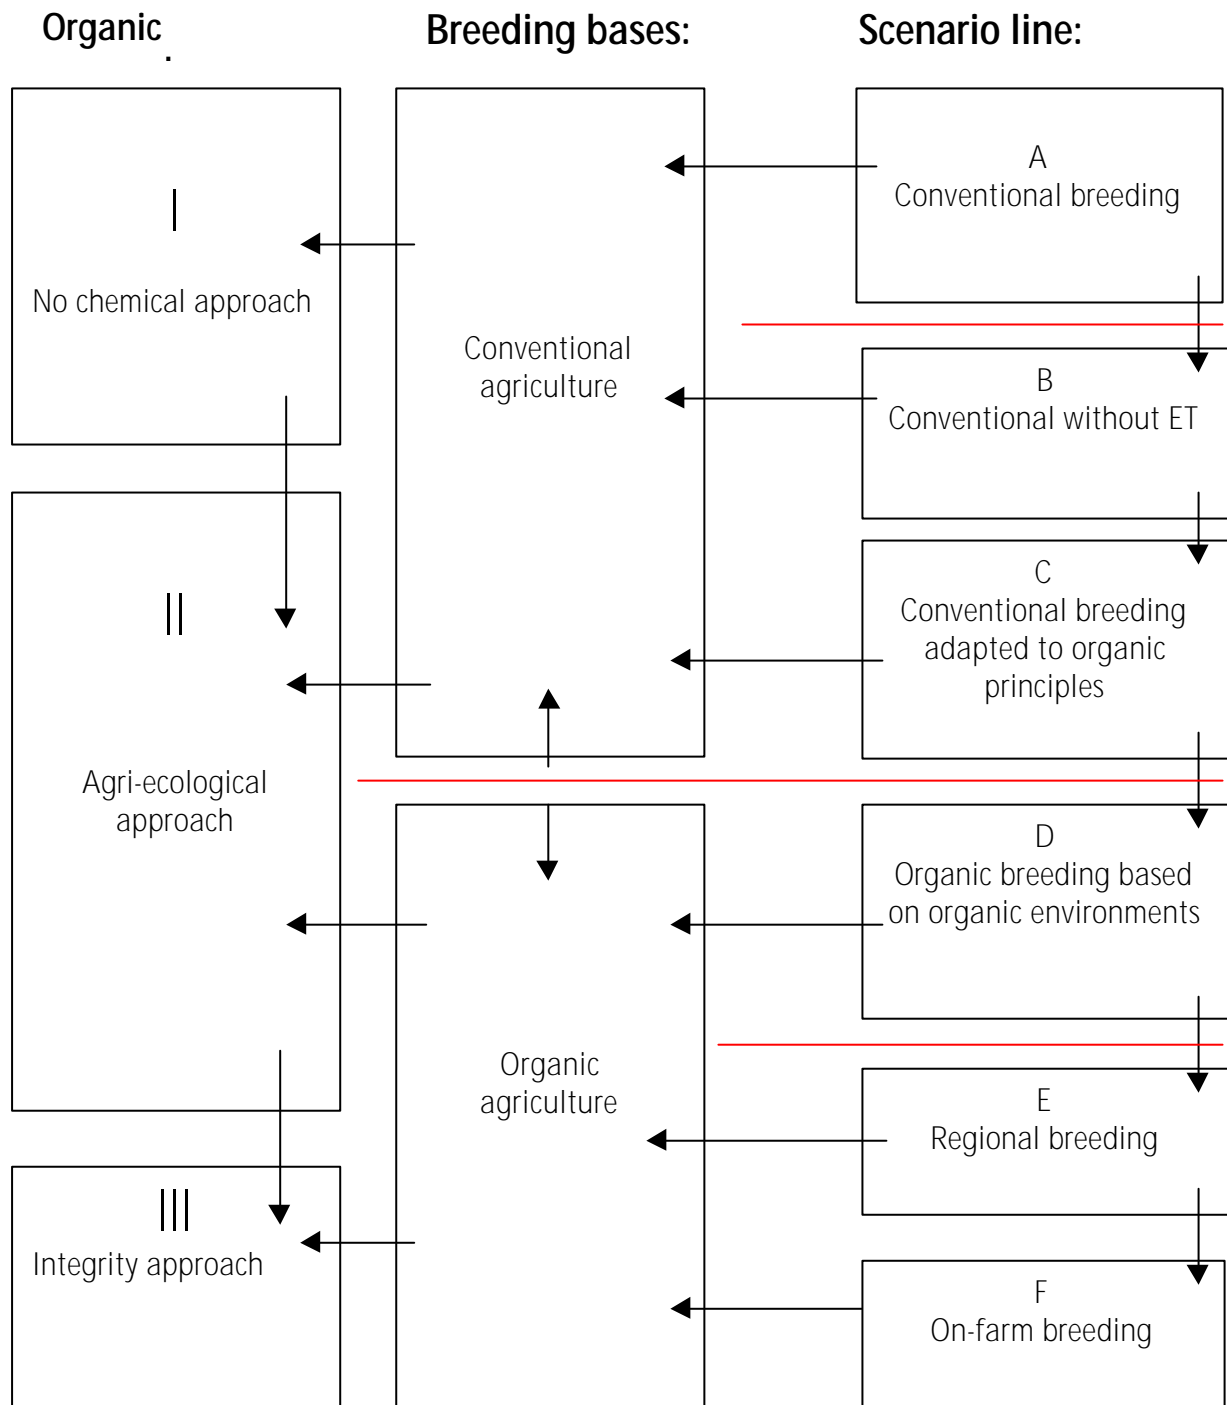 Organic
Breeding bases:
Scenario line:
I
No chemical approach
II
Agri-ecological
approach
III
Integrity approach
Conventional
agriculture
Organic
agriculture
A
Conventional breeding
B
Conventional without ET
C
Conventional breeding
adapted to organic
principles
D
Organic breeding based
on organic environments
E
Regional breeding
F
On-farm breeding